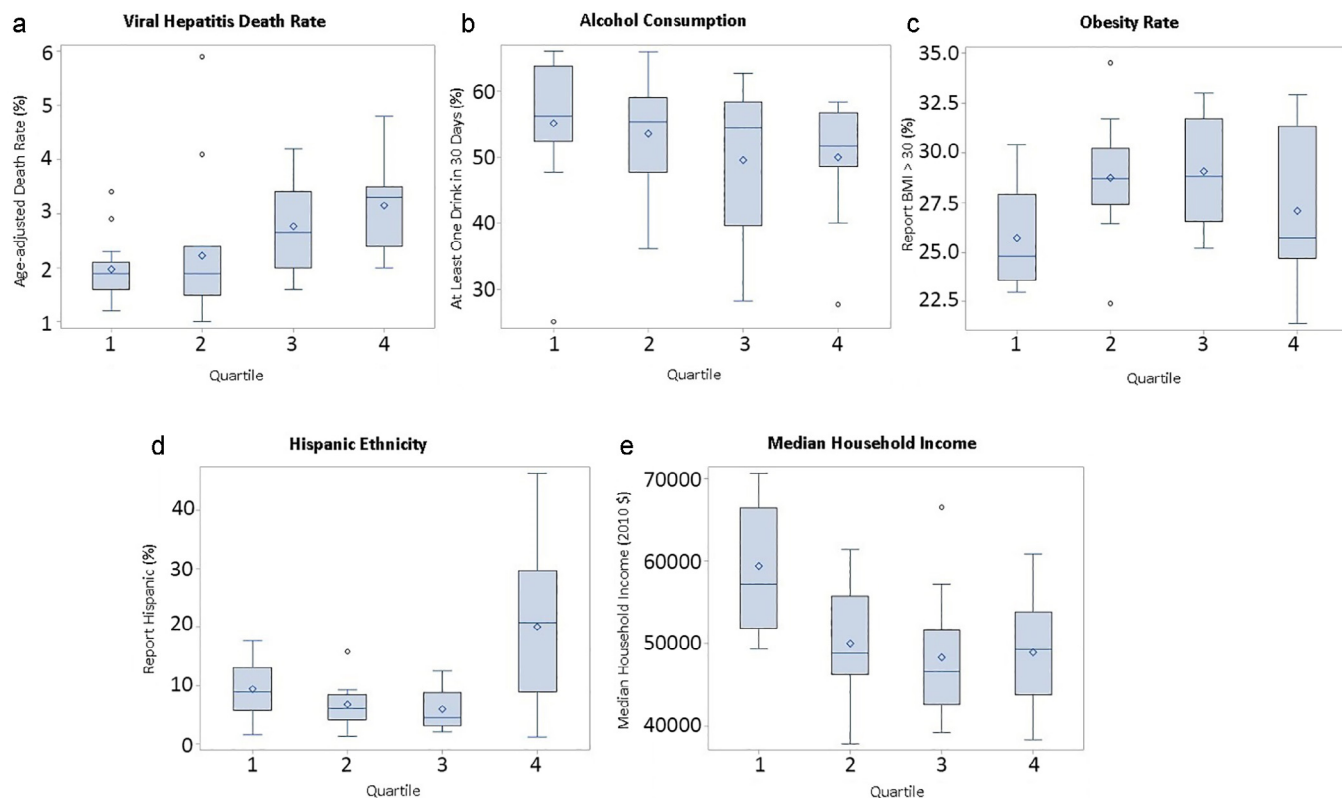 a
Viral Hepatitis Death Rate
Age-adjusted Death Rate (%)
6
5
4
3
2
1
1 2 3 4
Quartile
b
Alcohol Consumption
At Least One Drink in 30 Days (%)
60
50
40
30
1 2 3 4
Quartile
c
Obesity Rate
Report BMI > 30 (%)
35.0
32.5
30.0
27.5
25.0
22.5
1 2 3 4
Quartile
d
Hispanic Ethnicity
Report Hispanic (%)
40
30
20
10
0
1 2 3 4
Quartile
e
Median Household Income
Median Household Income (2010 $)
70000
60000
50000
40000
1 2 3 4
Quartile